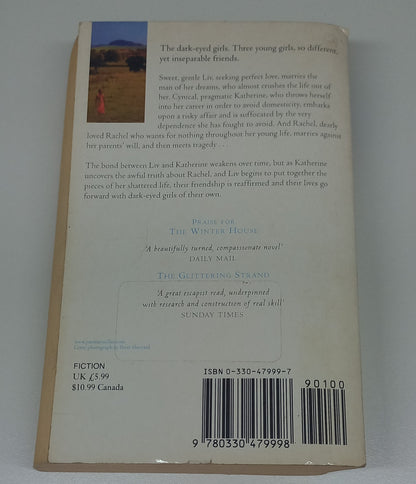 The dark-eyed girls. Three young girls, so different,
yet inseparable friends.
Sweet, gentle Liv, seeking perfect love, marries the
man of her dreams, who almost crushes the life out of
her. Cynical, pragmatic Katherine, who throws herself
into her career in order to avoid domesticity, embarks
upon a risky affair and is suffocated by the very
dependence she has fought to avoid. And Rachel, dearly
loved Rachel who wants for nothing throughout her young life, marries against
her parents' will, and then meets tragedy . . .
The bond between Liv and Katherine weakens over time, but as Katherine
uncovers the awful truth about Rachel, and Liv begins to put together the
pieces of her shattered life, their friendship is reaffirmed and their lives go
forward with dark-eyed girls of their own.
PRAISE FOR
THE WINTER HOUSE
'A beautifully turned, compassionate novel'
DAILY MAIL
THE GLITTERING STRAND
'A great escapist read, underpinned
with research and construction of real skill'
SUNDAY TIMES
FICTION
UK £5.99
$10.99 Canada
ISBN 0-330-47999-7
90100
9 780330 479998